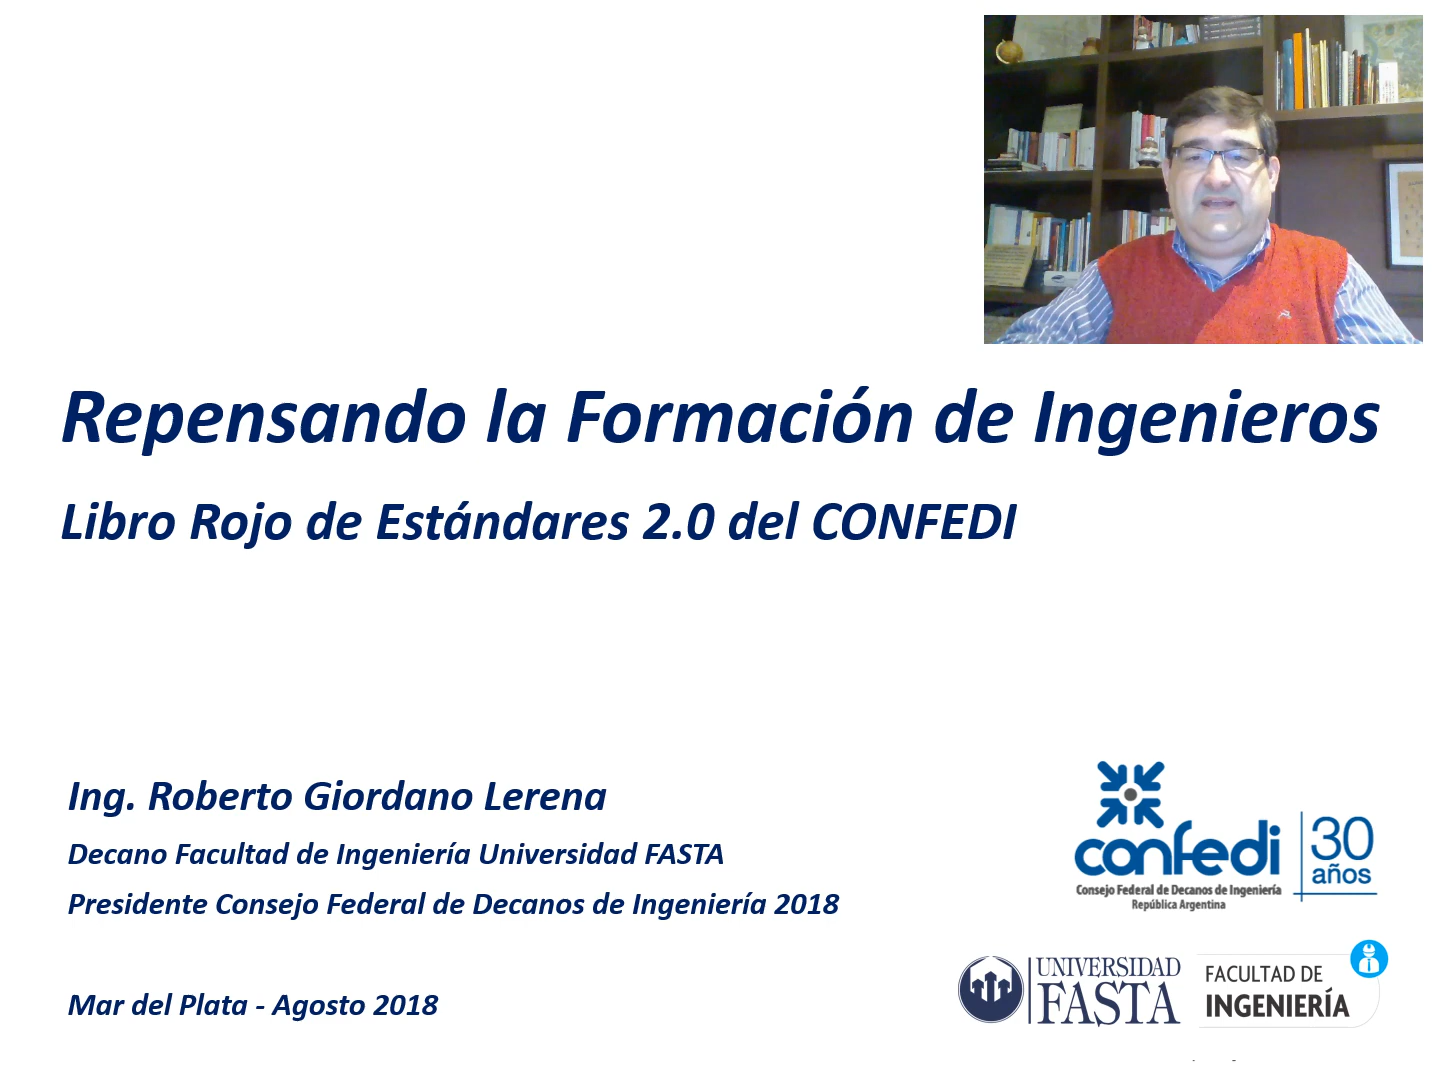 Repensando la Formación de Ingenieros
Libro Rojo de Estándares 2.0 del CONFEDI
Ing. Roberto Giordano Lerena
Decano Facultad de Ingeniería Universidad FASTA
Presidente Consejo Federal de Decanos de Ingeniería 2018
Mar del Plata - Agosto 2018
confedi
Consejo Federal de Decanos de Ingeniería
República Argentina
30
años
UNIVERSIDAD
FASTA
FACULTAD DE
INGENIERÍA